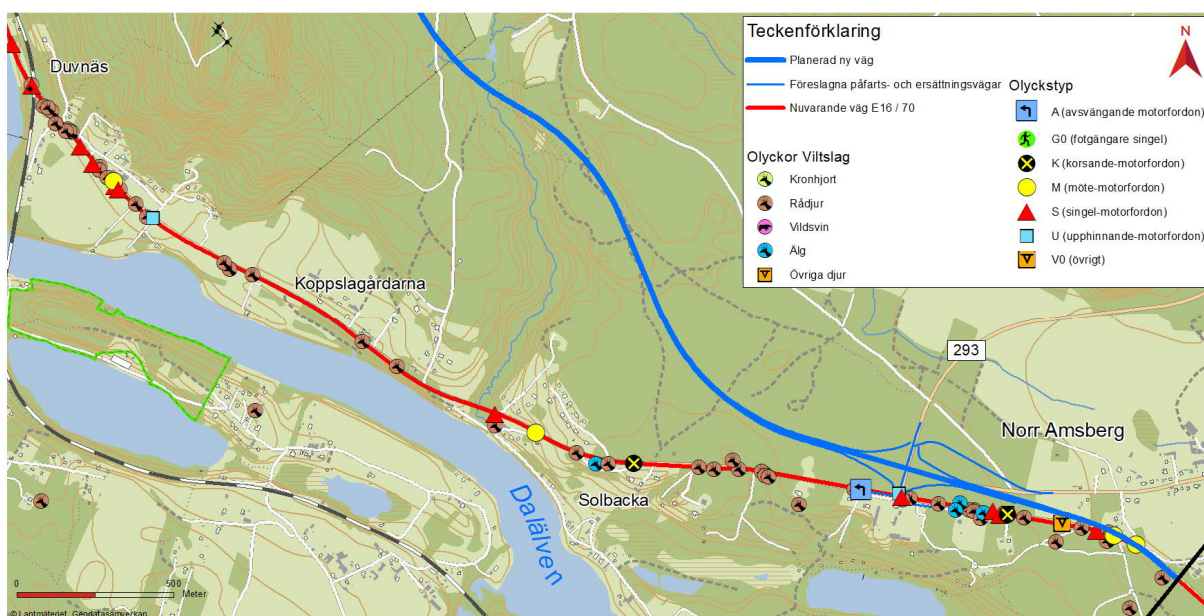 Teckenförklaring
N
Planerad ny väg
Föreslagna påfarts- och ersättningsvägar
Nuvarande väg E16 / 70
Olyckor Viltslag
Kronhjort
Rådjur
Vildsvin
Älg
Övriga djur
Olyckstyp
A (avsvängande motorfordon)
G0 (fotgängare singel)
K (korsande-motorfordon)
M (möte-motorfordon)
S (singel-motorfordon)
U (upphinnande-motorfordon)
V0 (övrigt)
Duvnäs
Koppslagårdarna
293
Norr Amsberg
Solbacka
Dalälven
0 500
Meter
© Lantmäteriet, Geodatasamverkan